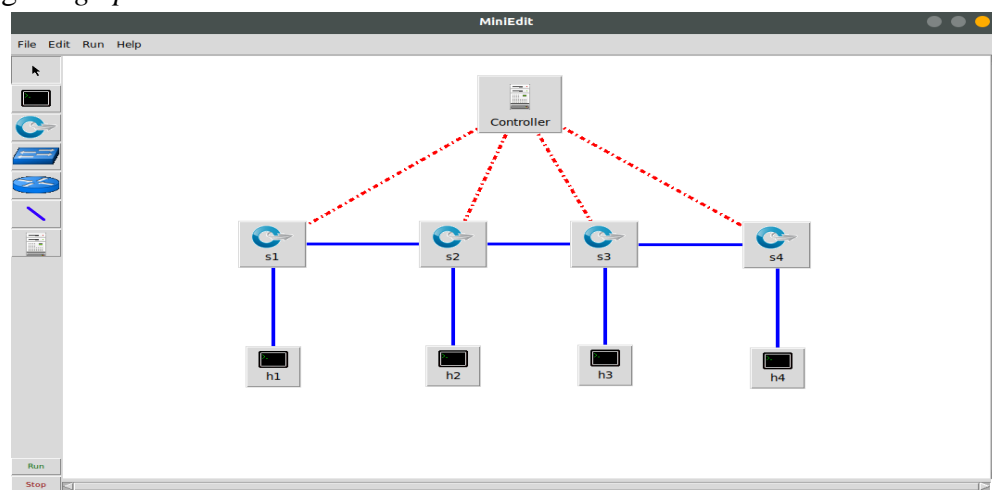 MiniEdit
File Edit Run Help
Controller
s1 s2 s3 s4
h1 h2 h3 h4
Run
Stop